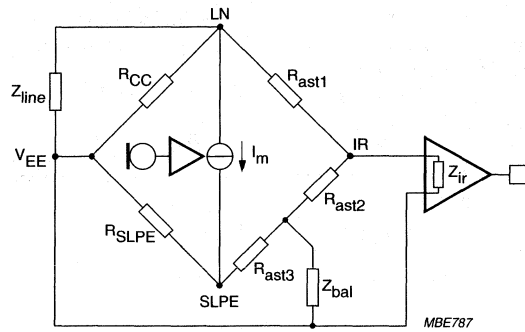 LN
R_CC
R_ast1
Z_line
V_EE
I_m
IR
Z_ir
R_ast2
R_SLPE
R_ast3
Z_bal
SLPE
MBE787